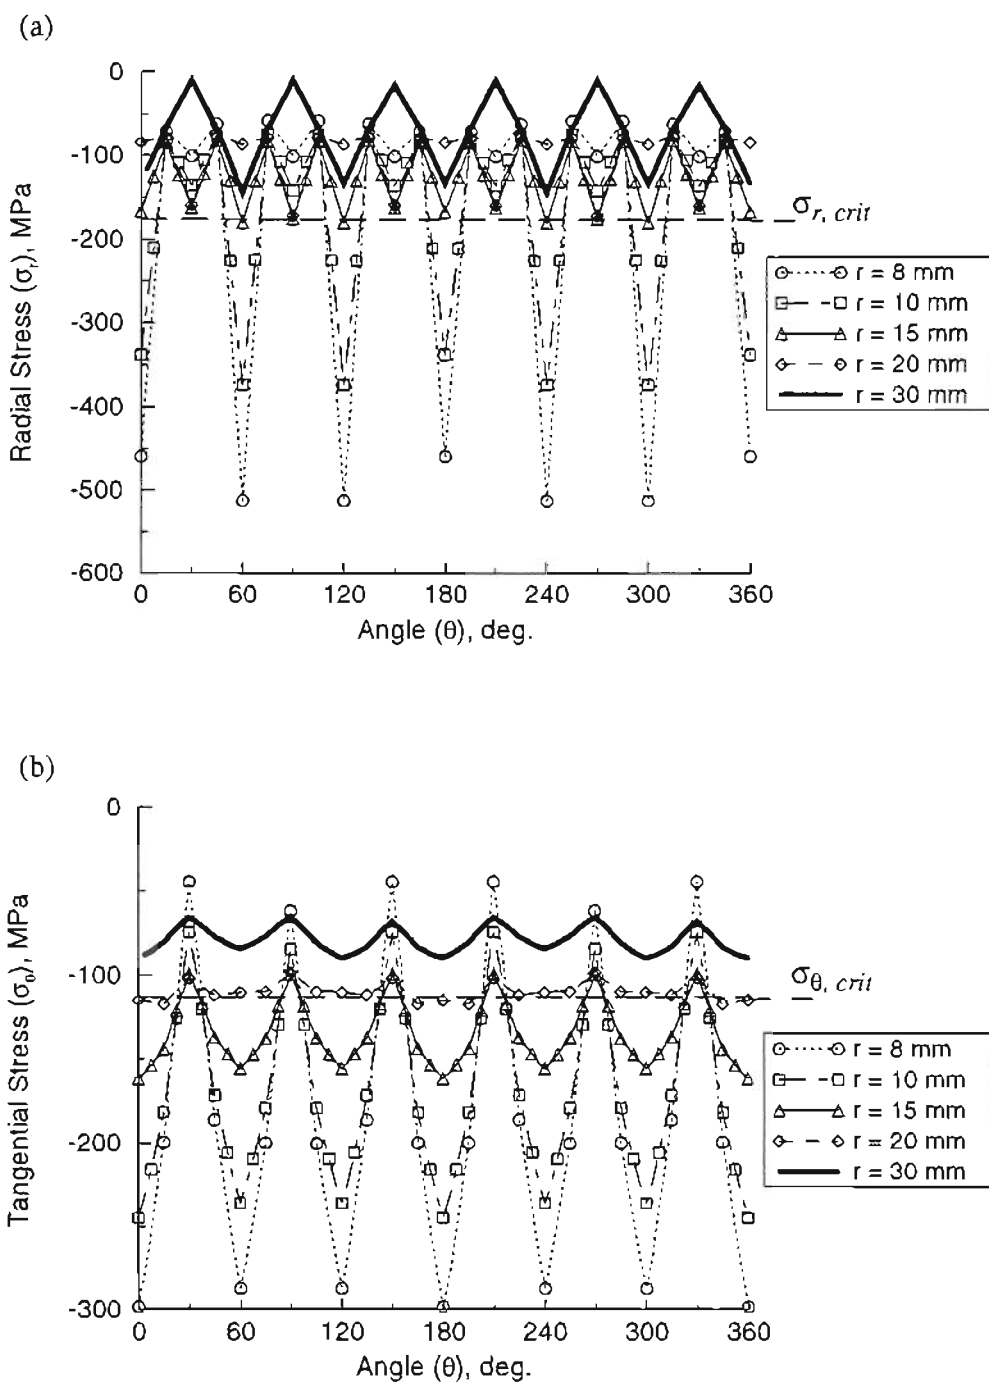 (a)
0
-100
-200
-300
-400
-500
-600
Radial Stress (σr), MPa
0 60 120 180 240 300 360
Angle (θ), deg.
σr, crit
r = 8 mm
r = 10 mm
r = 15 mm
r = 20 mm
r = 30 mm
(b)
0
-100
-200
-300
Tangential Stress (σθ), MPa
0 60 120 180 240 300 360
Angle (θ), deg.
σθ, crit
r = 8 mm
r = 10 mm
r = 15 mm
r = 20 mm
r = 30 mm